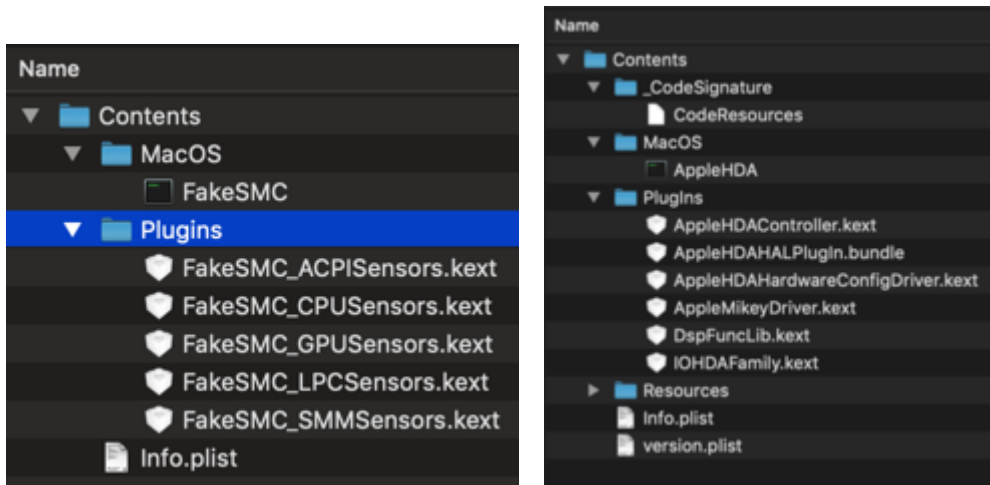 Name
Contents
MacOS
FakeSMC
Plugins
FakeSMC_ACPISensors.kext
FakeSMC_CPUSensors.kext
FakeSMC_GPUSensors.kext
FakeSMC_LPCSensors.kext
FakeSMC_SMMSensors.kext
Info.plist
Name
Contents
_CodeSignature
CodeResources
MacOS
AppleHDA
PlugIns
AppleHDAController.kext
AppleHDAHALPlugIn.bundle
AppleHDAHardwareConfigDriver.kext
AppleMikeyDriver.kext
DspFuncLib.kext
IOHDAFamily.kext
Resources
Info.plist
version.plist